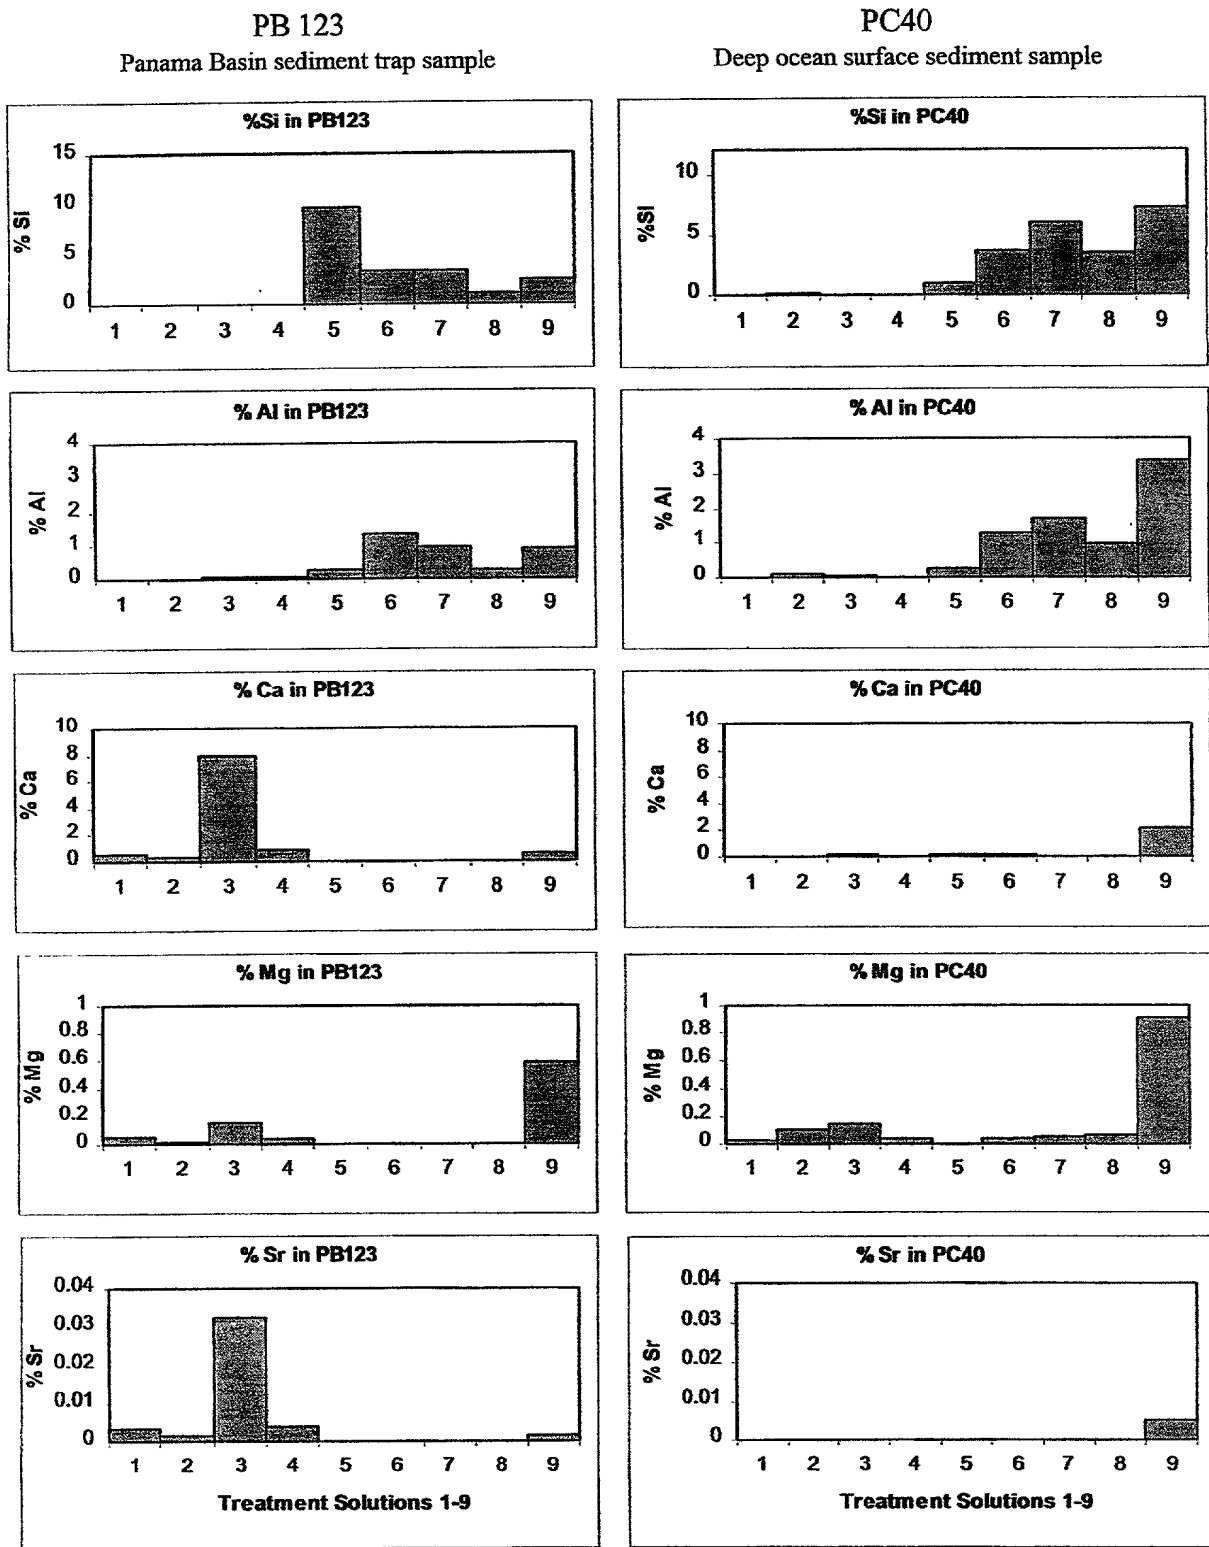 PB 123
Panama Basin sediment trap sample
PC40
Deep ocean surface sediment sample
%Si in PB123
15
10
5
0
% Si
1 2 3 4 5 6 7 8 9
%Si in PC40
10
5
0
%Si
1 2 3 4 5 6 7 8 9
% Al in PB123
4
3
2
1
0
% Al
1 2 3 4 5 6 7 8 9
% Al in PC40
4
3
2
1
0
% Al
1 2 3 4 5 6 7 8 9
% Ca in PB123
10
8
6
4
2
0
% Ca
1 2 3 4 5 6 7 8 9
% Ca in PC40
10
8
6
4
2
0
% Ca
1 2 3 4 5 6 7 8 9
% Mg in PB123
1
0.8
0.6
0.4
0.2
0
% Mg
1 2 3 4 5 6 7 8 9
% Mg in PC40
1
0.8
0.6
0.4
0.2
0
% Mg
1 2 3 4 5 6 7 8 9
% Sr in PB123
0.04
0.03
0.02
0.01
0
% Sr
1 2 3 4 5 6 7 8 9
Treatment Solutions 1-9
% Sr in PC40
0.04
0.03
0.02
0.01
0
% Sr
1 2 3 4 5 6 7 8 9
Treatment Solutions 1-9